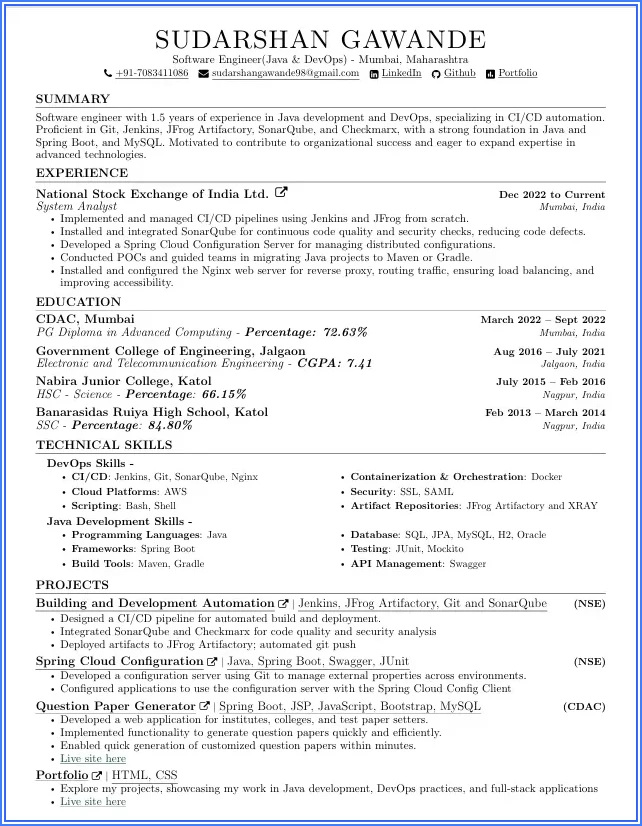 SUDARSHAN GAWANDE
Software Engineer(Java & DevOps) - Mumbai, Maharashtra
+91-7083411086 sudarshangawande98@gmail.com LinkedIn Github Portfolio
SUMMARY
Software engineer with 1.5 years of experience in Java development and DevOps, specializing in CI/CD automation.
Proficient in Git, Jenkins, JFrog Artifactory, SonarQube, and Checkmarx, with a strong foundation in Java and
Spring Boot, and MySQL. Motivated to contribute to organizational success and eager to expand expertise in
advanced technologies.
EXPERIENCE
National Stock Exchange of India Ltd. Dec 2022 to Current
System Analyst Mumbai, India
• Implemented and managed CI/CD pipelines using Jenkins and JFrog from scratch.
• Installed and integrated SonarQube for continuous code quality and security checks, reducing code defects.
• Developed a Spring Cloud Configuration Server for managing distributed configurations.
• Conducted POCs and guided teams in migrating Java projects to Maven or Gradle.
• Installed and configured the Nginx web server for reverse proxy, routing traffic, ensuring load balancing, and
improving accessibility.
EDUCATION
CDAC, Mumbai March 2022 – Sept 2022
PG Diploma in Advanced Computing - Percentage: 72.63% Mumbai, India
Government College of Engineering, Jalgaon Aug 2016 – July 2021
Electronic and Telecommunication Engineering - CGPA: 7.41 Jalgaon, India
Nabira Junior College, Katol July 2015 – Feb 2016
HSC - Science - Percentage: 66.15% Nagpur, India
Banarasidas Ruiya High School, Katol Feb 2013 – March 2014
SSC - Percentage: 84.80% Nagpur, India
TECHNICAL SKILLS
DevOps Skills -
• CI/CD: Jenkins, Git, SonarQube, Nginx • Containerization & Orchestration: Docker
• Cloud Platforms: AWS • Security: SSL, SAML
• Scripting: Bash, Shell • Artifact Repositories: JFrog Artifactory and XRAY
Java Development Skills -
• Programming Languages: Java • Database: SQL, JPA, MySQL, H2, Oracle
• Frameworks: Spring Boot • Testing: JUnit, Mockito
• Build Tools: Maven, Gradle • API Management: Swagger
PROJECTS
Building and Development Automation | Jenkins, JFrog Artifactory, Git and SonarQube (NSE)
• Designed a CI/CD pipeline for automated build and deployment.
• Integrated SonarQube and Checkmarx for code quality and security analysis
• Deployed artifacts to JFrog Artifactory; automated git push
Spring Cloud Configuration | Java, Spring Boot, Swagger, JUnit (NSE)
• Developed a configuration server using Git to manage external properties across environments.
• Configured applications to use the configuration server with the Spring Cloud Config Client
Question Paper Generator | Spring Boot, JSP, JavaScript, Bootstrap, MySQL (CDAC)
• Developed a web application for institutes, colleges, and test paper setters.
• Implemented functionality to generate question papers quickly and efficiently.
• Enabled quick generation of customized question papers within minutes.
• Live site here
Portfolio | HTML, CSS
• Explore my projects, showcasing my work in Java development, DevOps practices, and full-stack applications
• Live site here